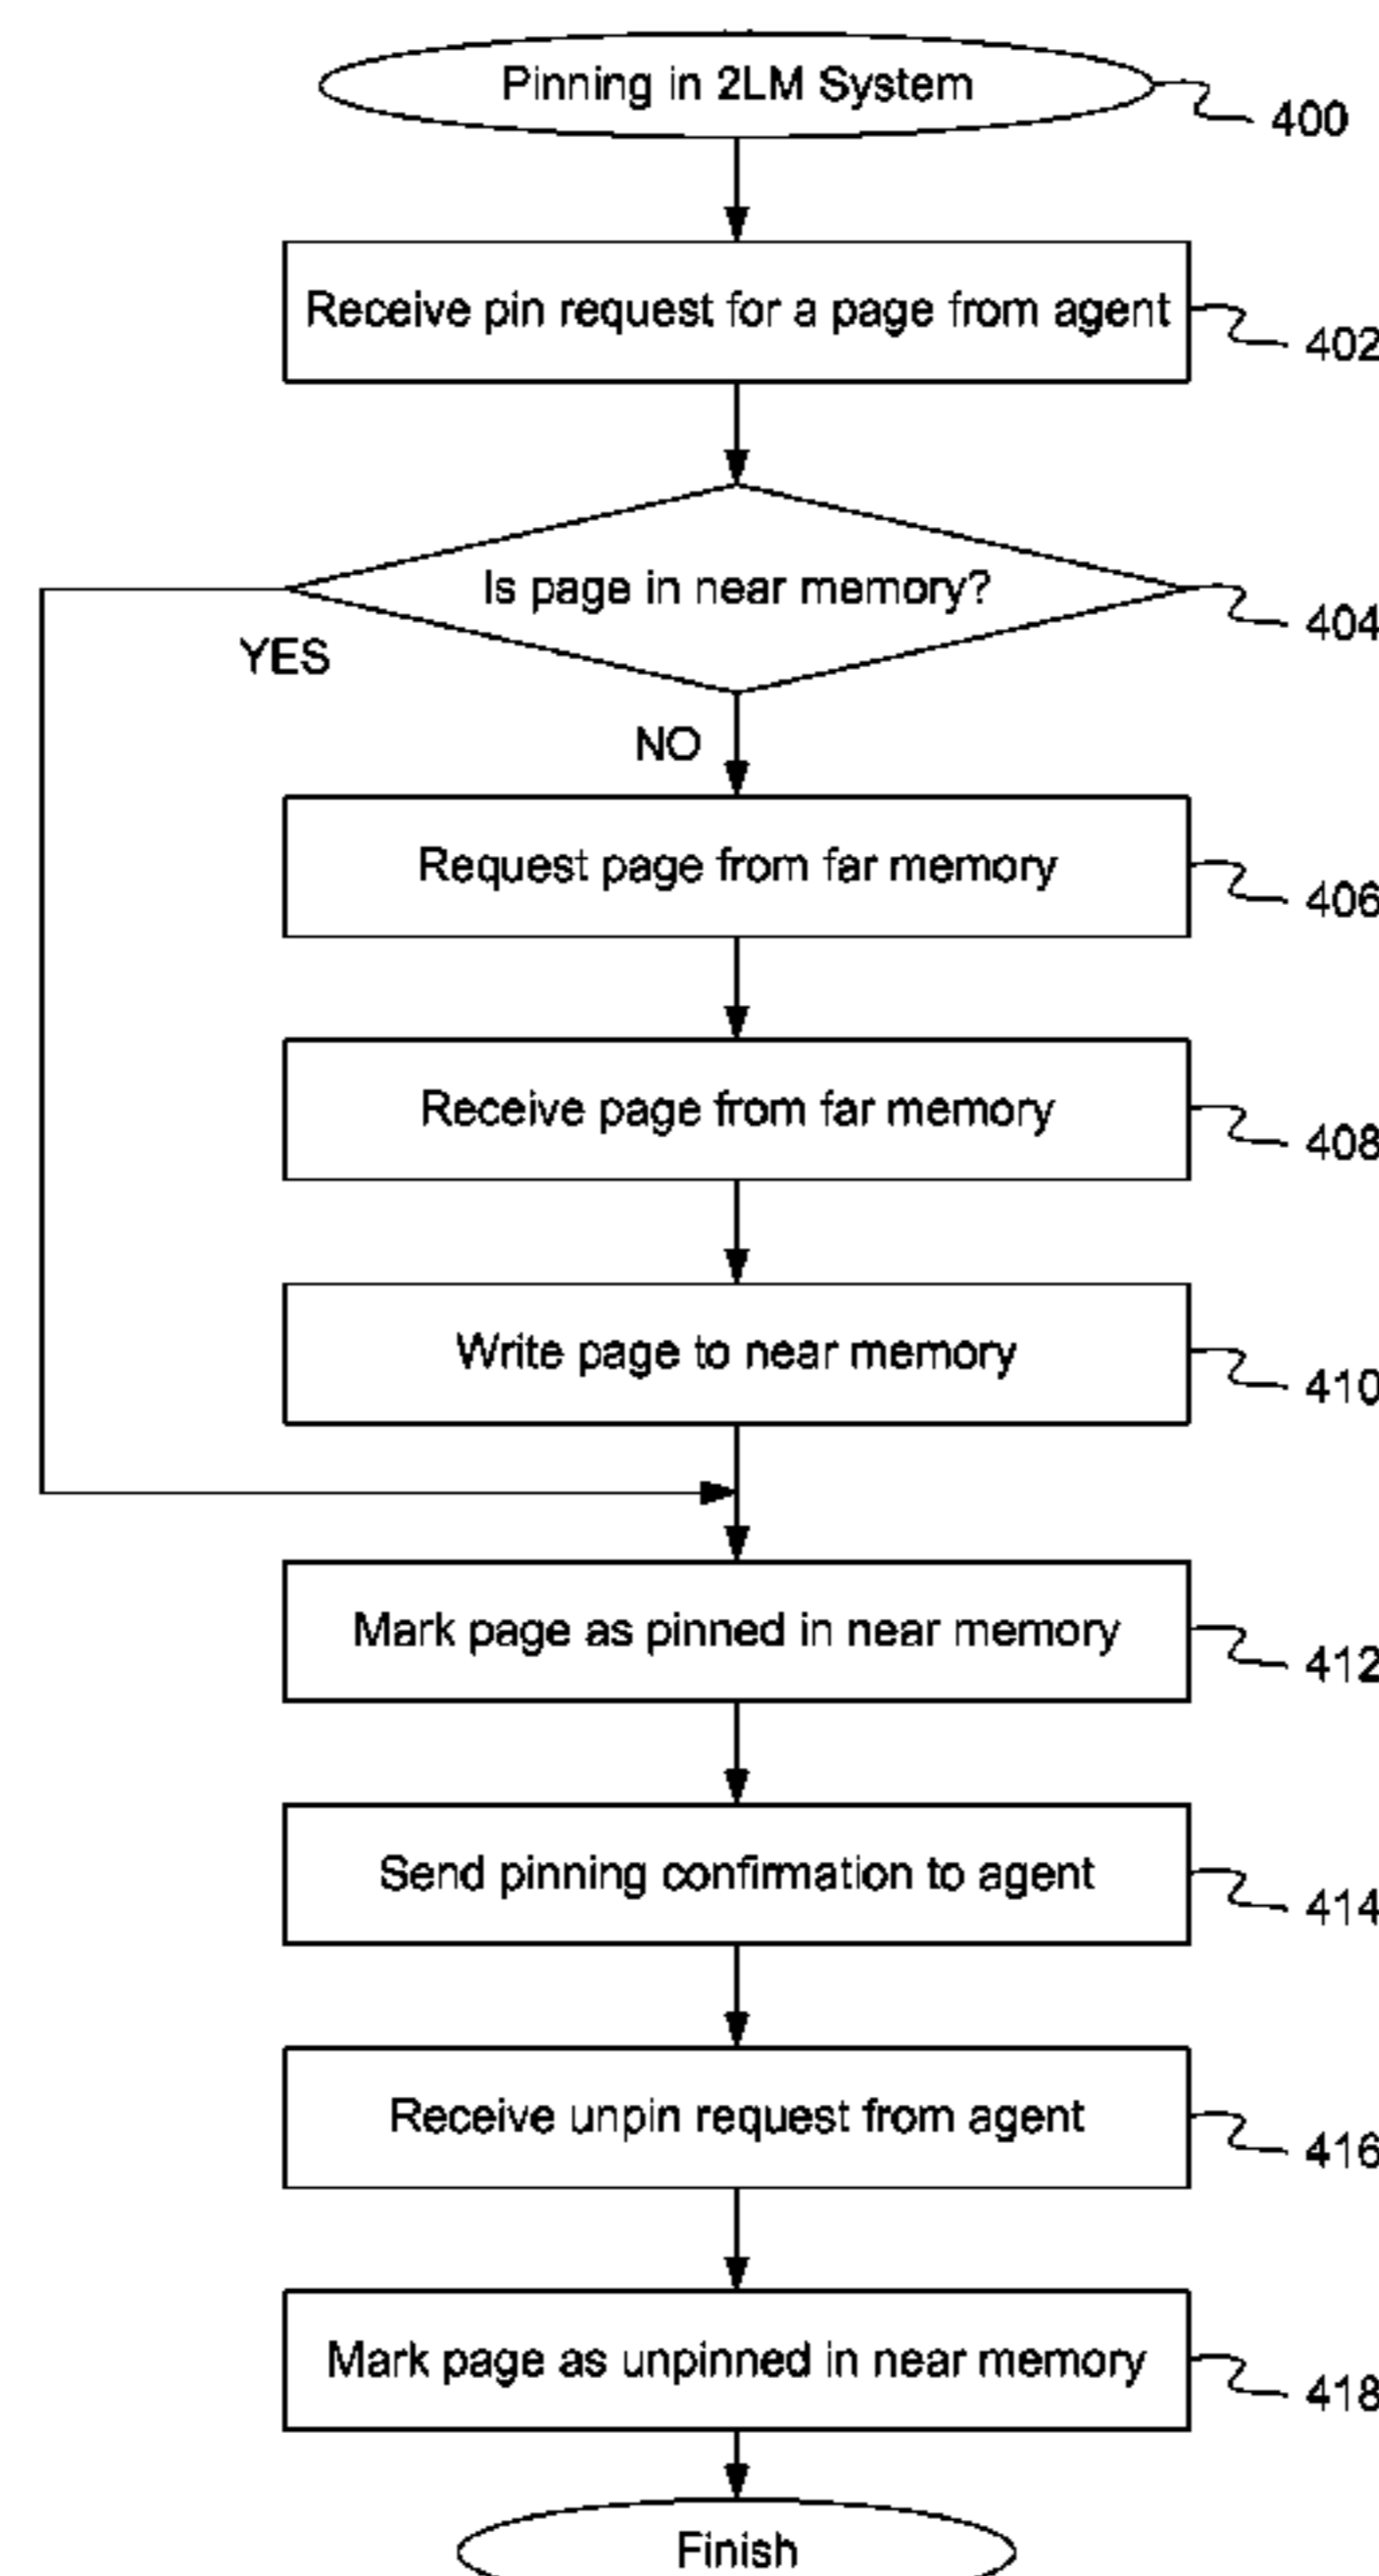 Pinning in 2LM System
400
Receive pin request for a page from agent
402
Is page in near memory?
404
YES
NO
Request page from far memory
406
Receive page from far memory
408
Write page to near memory
410
Mark page as pinned in near memory
412
Send pinning confirmation to agent
414
Receive unpin request from agent
416
Mark page as unpinned in near memory
418
Finish